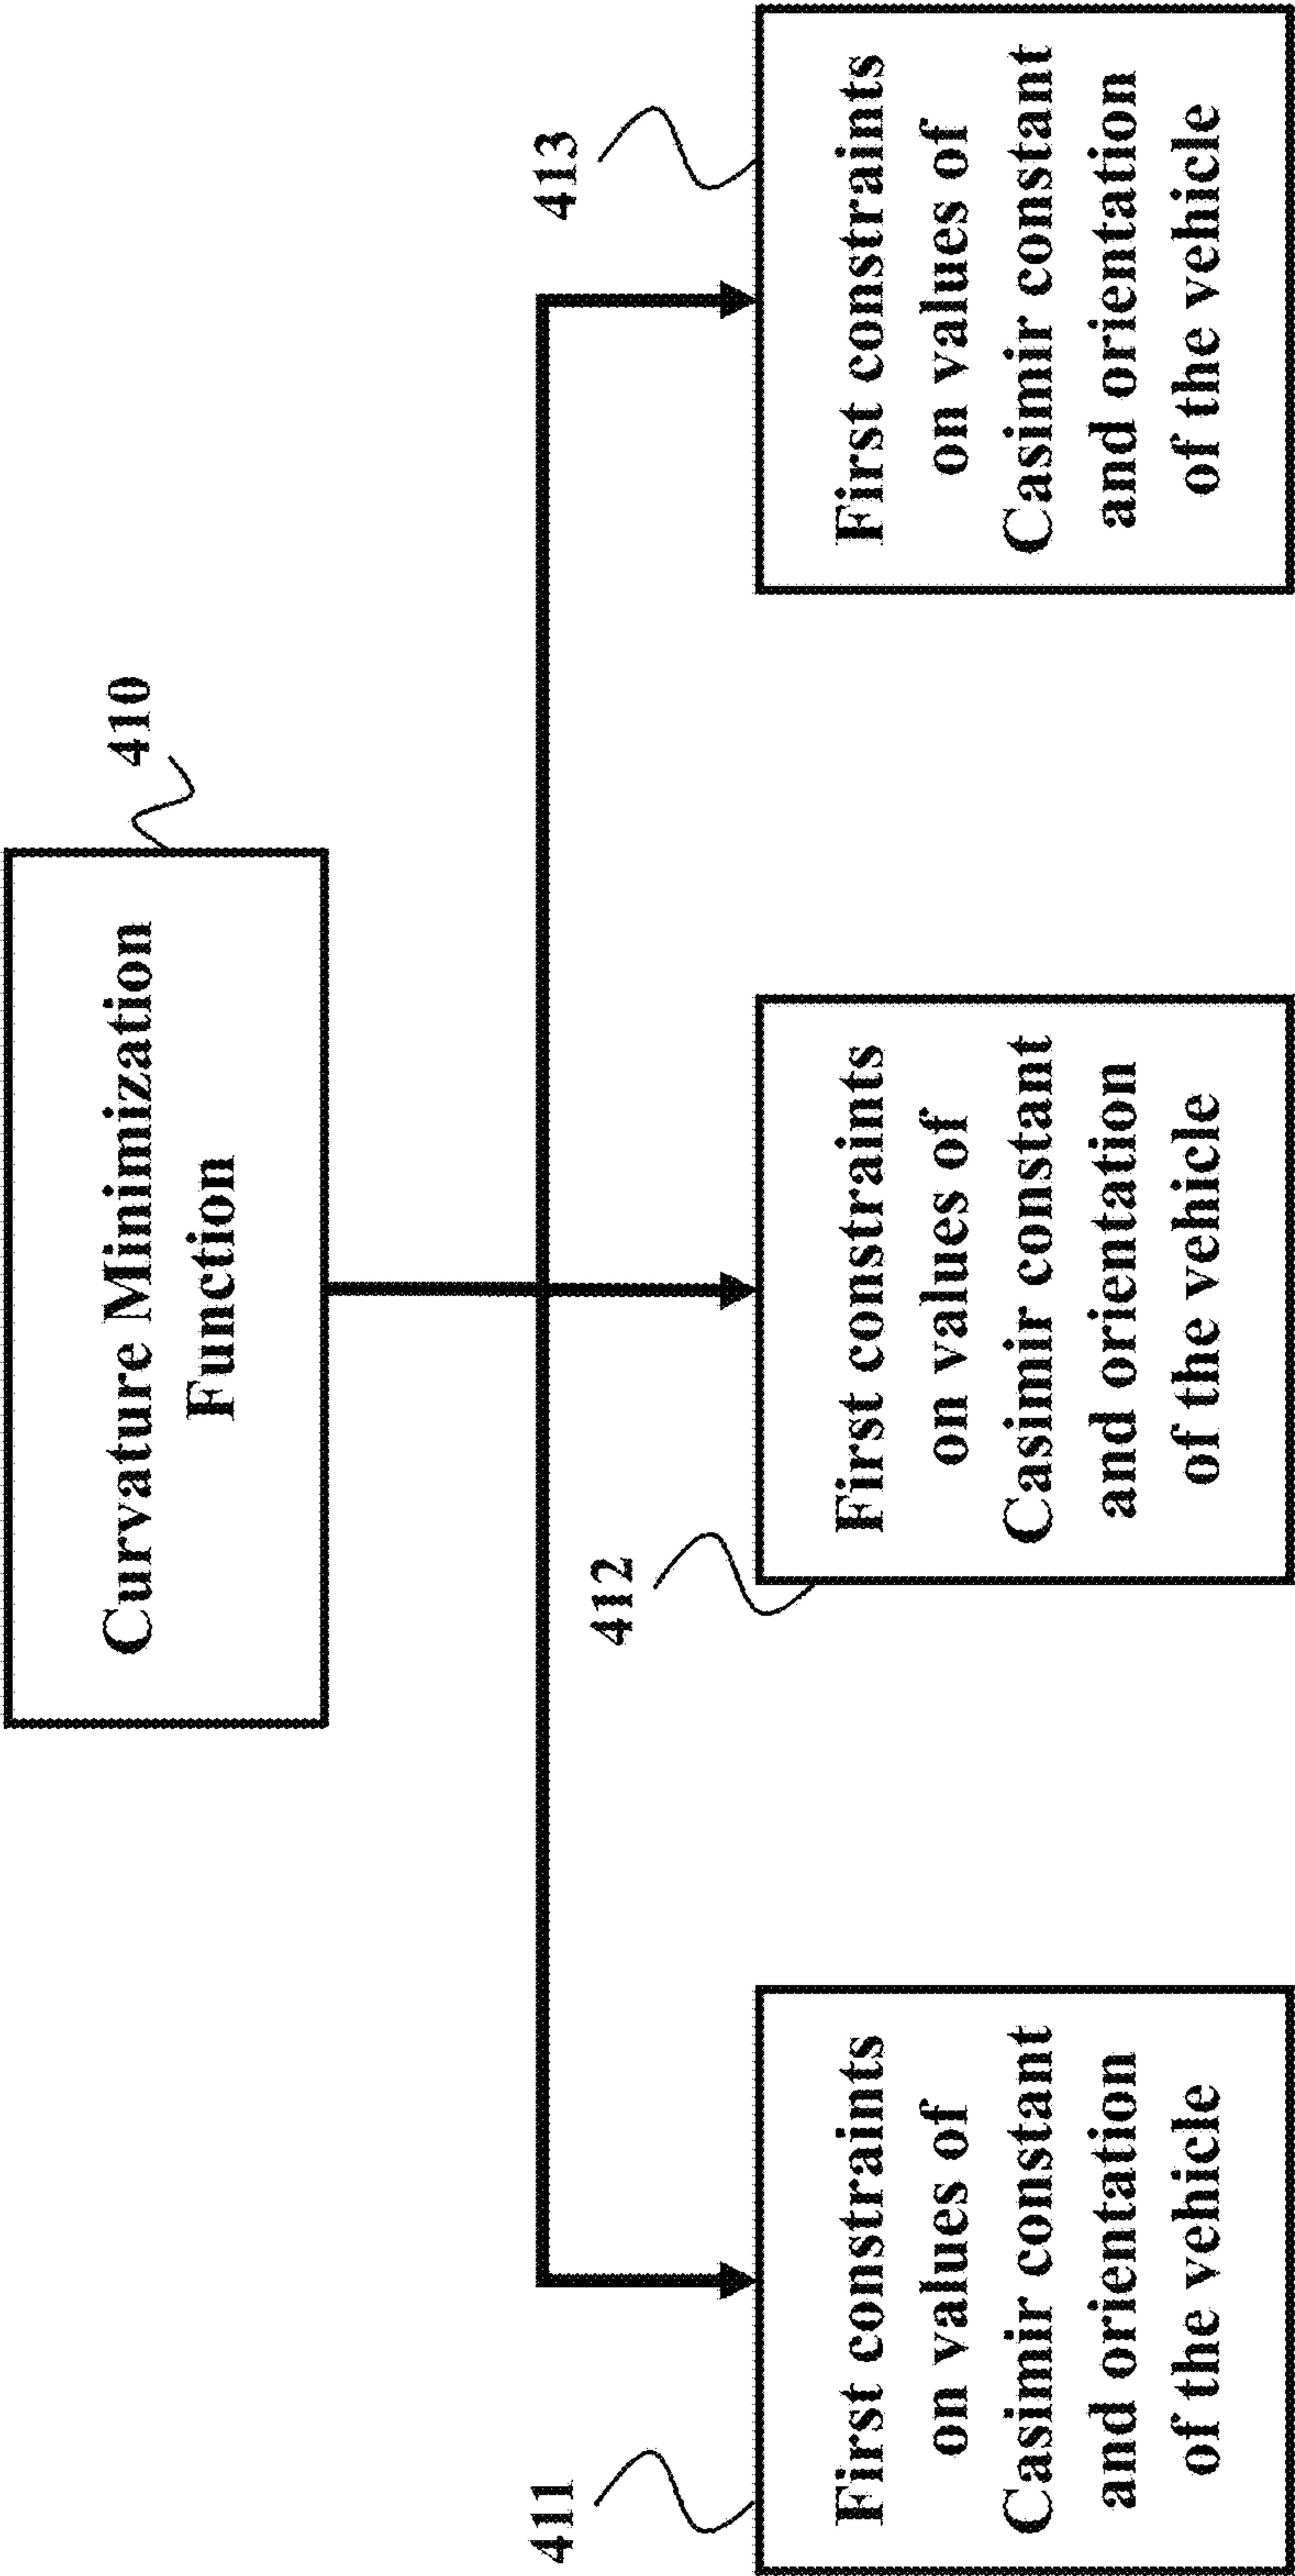 Curvature Minimization
Function
410
411
First constraints
on values of
Casimir constant
and orientation
of the vehicle
412
First constraints
on values of
Casimir constant
and orientation
of the vehicle
413
First constraints
on values of
Casimir constant
and orientation
of the vehicle